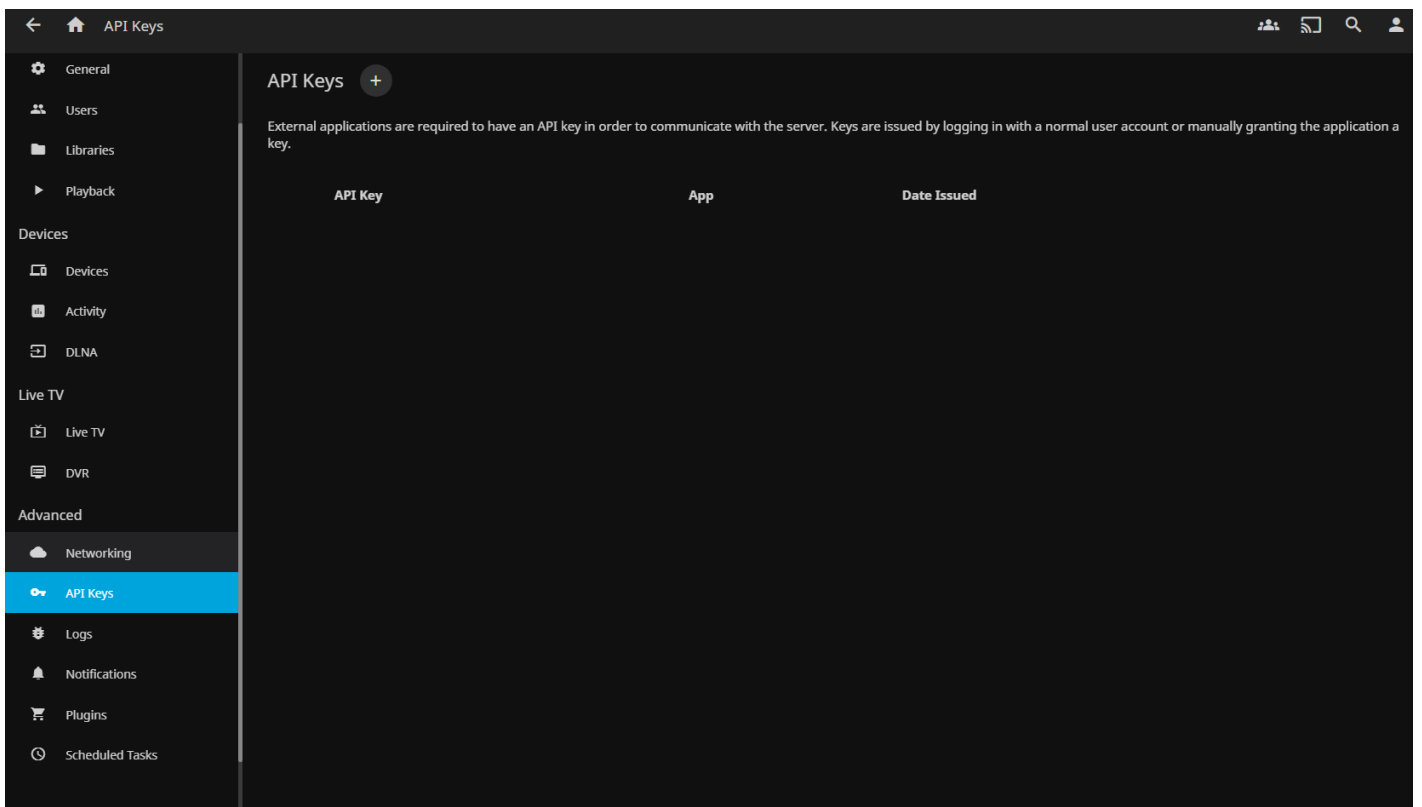 API Keys
General
Users
Libraries
Playback
Devices
Devices
Activity
DLNA
Live TV
Live TV
DVR
Advanced
Networking
API Keys
Logs
Notifications
Plugins
Scheduled Tasks
API Keys
External applications are required to have an API key in order to communicate with the server. Keys are issued by logging in with a normal user account or manually granting the application a
key.
API Key App Date Issued